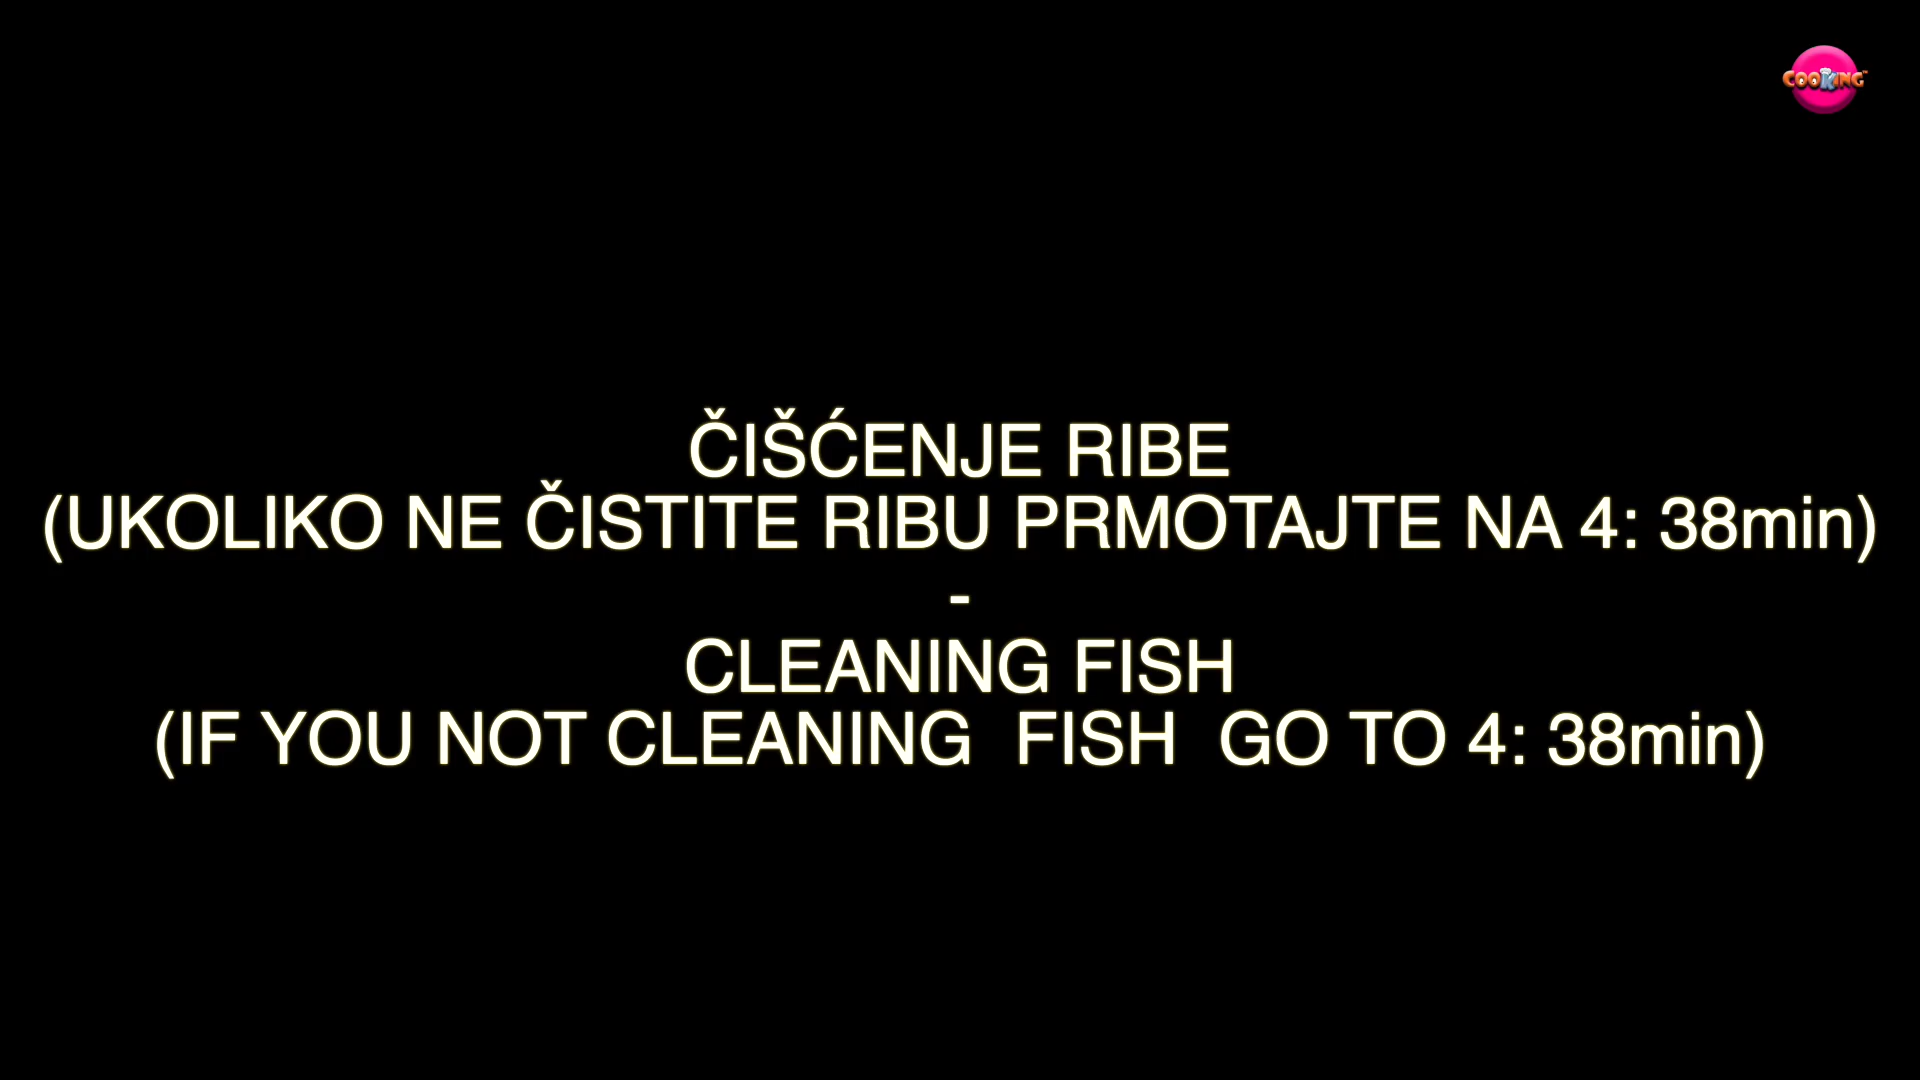 COOKING™
ČIŠĆENJE RIBE
(UKOLIKO NE ČISTITE RIBU PRMOTAJTE NA 4: 38min)
-
CLEANING FISH
(IF YOU NOT CLEANING  FISH  GO TO 4: 38min)